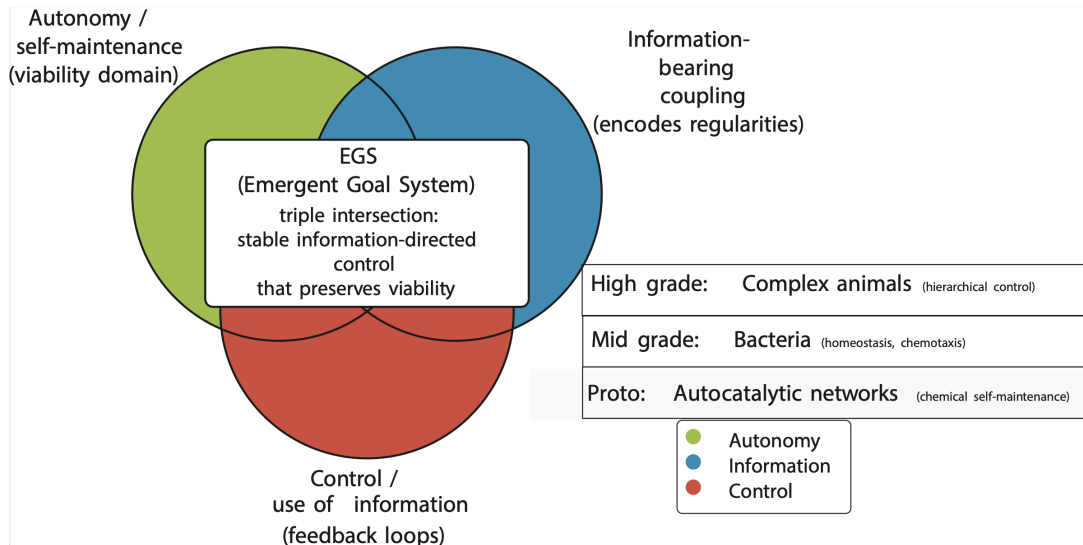 Autonomy /
self-maintenance
(viability domain)
Information-
bearing
coupling
(encodes regularities)
EGS
(Emergent Goal System)
triple intersection:
stable information-directed
control
that preserves viability
High grade: Complex animals (hierarchical control)
Mid grade: Bacteria (homeostasis, chemotaxis)
Proto: Autocatalytic networks (chemical self-maintenance)
Autonomy
Information
Control
Control /
use of information
(feedback loops)